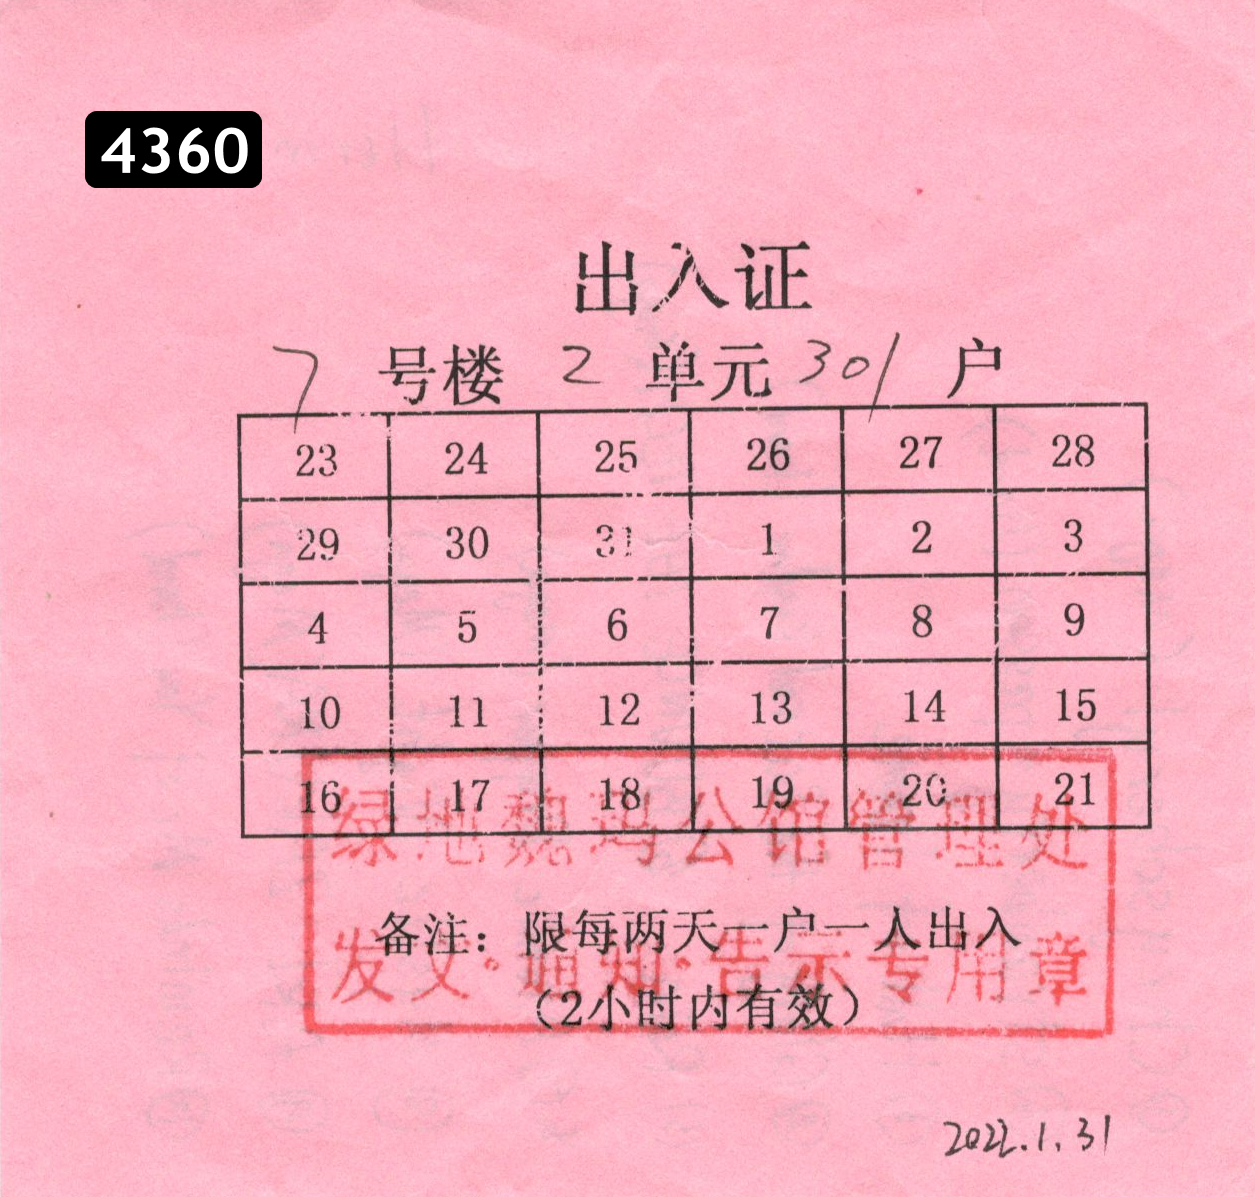 4360
出入证
7 号楼 2 单元 301 户
23 24 25 26 27 28
29 30 31 1 2 3
4 5 6 7 8 9
10 11 12 13 14 15
16 17 18 19 20 21
绿地魏玛公馆管理处
备注：限每两天一户一人出入
发文·通知·告示专用章
（2小时内有效）
2022.1.31